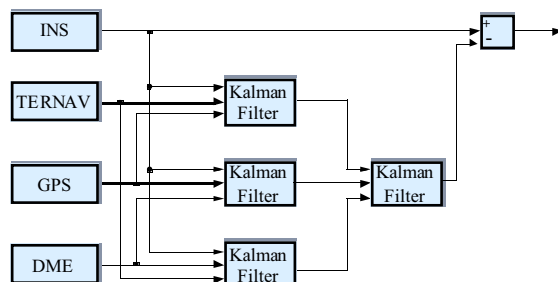 INS
+
-
TERNAV
Kalman
Filter
GPS
Kalman
Filter
Kalman
Filter
DME
Kalman
Filter